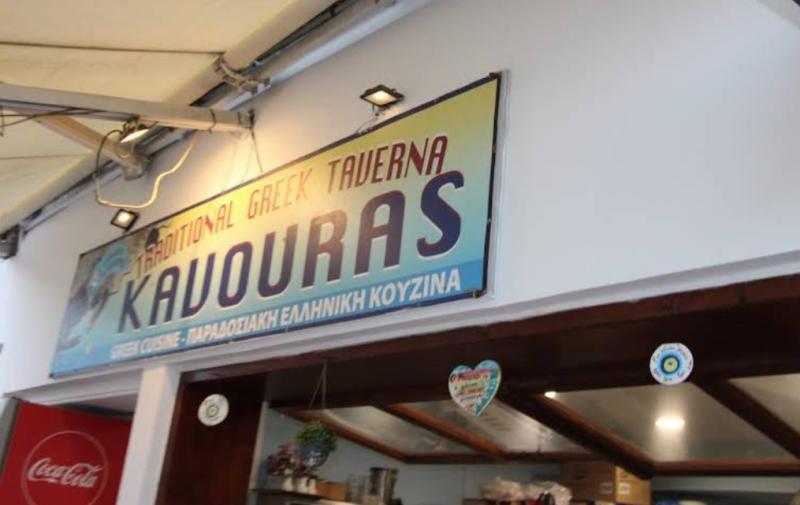 TRADITIONAL GREEK TAVERNA
KAVOURAS
GREEK CUISINE - ΠΑΡΑΔΟΣΙΑΚΗ ΕΛΛΗΝΙΚΗ ΚΟΥΖΙΝΑ
Coca-Cola